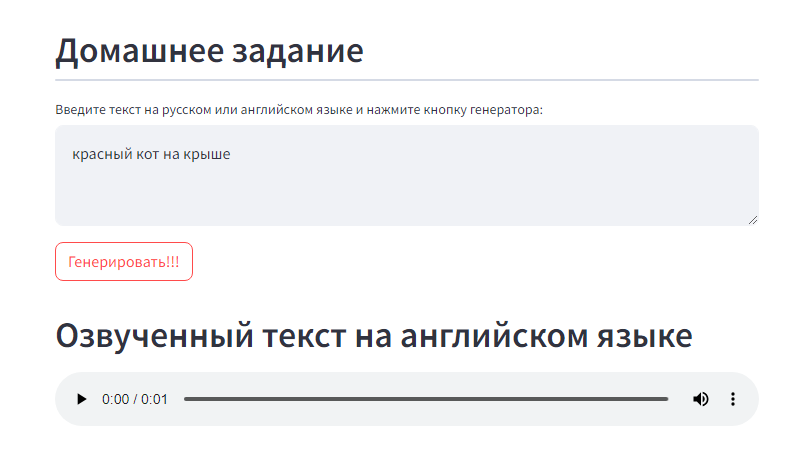 Домашнее задание
Введите текст на русском или английском языке и нажмите кнопку генератора:
красный кот на крыше
Генерировать!!!
Озвученный текст на английском языке
0:00 / 0:01